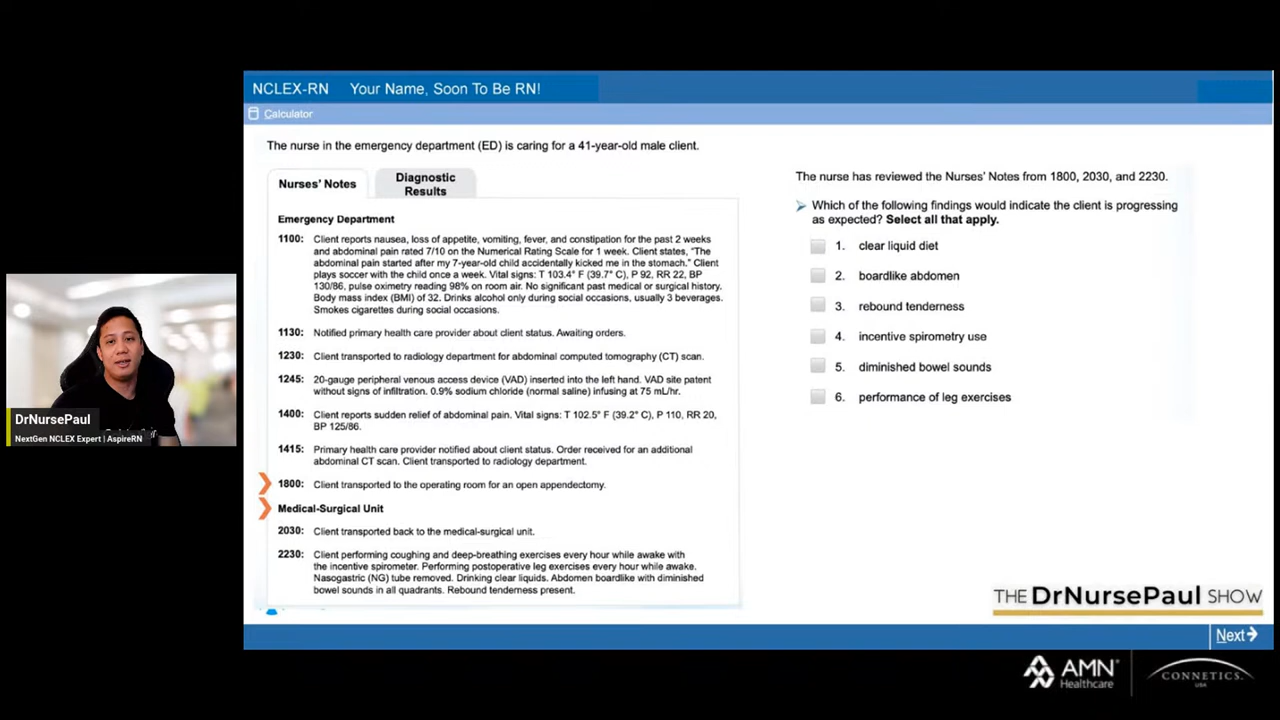 NCLEX-RN Your Name, Soon To Be RN!
Calculator
The nurse in the emergency department (ED) is caring for a 41-year-old male client.
Nurses' Notes
Diagnostic
Results
Emergency Department
1100: Client reports nausea, loss of appetite, vomiting, fever, and constipation for the past 2 weeks
and abdominal pain rated 7/10 on the Numerical Rating Scale for 1 week. Client states, "The
abdominal pain started after my 7-year-old child accidentally kicked me in the stomach." Client
plays soccer with the child once a week. Vital signs: T 103.4° F (39.7° C), P 92, RR 22, BP
130/86, pulse oximetry reading 98% on room air. No significant past medical or surgical history.
Body mass index (BMI) of 32. Drinks alcohol only during social occasions, usually 3 beverages.
Smokes cigarettes during social occasions.
1130: Notified primary health care provider about client status. Awaiting orders.
1230: Client transported to radiology department for abdominal computed tomography (CT) scan.
1245: 20-gauge peripheral venous access device (VAD) inserted into the left hand. VAD site patent
without signs of infiltration. 0.9% sodium chloride (normal saline) infusing at 75 mL/hr.
1400: Client reports sudden relief of abdominal pain. Vital signs: T 102.5° F (39.2° C), P 110, RR 20,
BP 125/86.
1415: Primary health care provider notified about client status. Order received for an additional
abdominal CT scan. Client transported to radiology department.
1800: Client transported to the operating room for an open appendectomy.
Medical-Surgical Unit
2030: Client transported back to the medical-surgical unit.
2230: Client performing coughing and deep-breathing exercises every hour while awake with
the incentive spirometer. Performing postoperative leg exercises every hour while awake.
Nasogastric (NG) tube removed. Drinking clear liquids. Abdomen boardlike with diminished
bowel sounds in all quadrants. Rebound tenderness present.
The nurse has reviewed the Nurses' Notes from 1800, 2030, and 2230.
Which of the following findings would indicate the client is progressing
as expected? Select all that apply.
1. clear liquid diet
2. boardlike abdomen
3. rebound tenderness
4. incentive spirometry use
5. diminished bowel sounds
6. performance of leg exercises
DrNursePaul
NextGen NCLEX Expert | AspireRN
THE DrNursePaul SHOW
Next
AMN
Healthcare
CONNETICS
USA